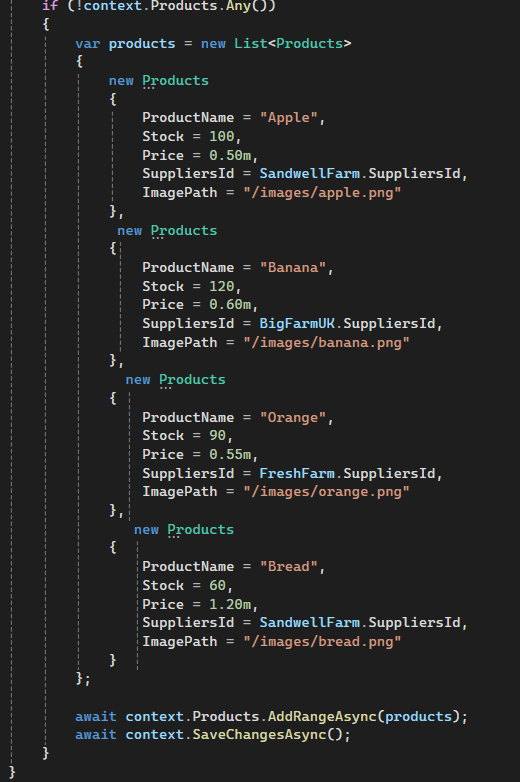 if (!context.Products.Any())
{
var products = new List<Products>
{
new Products
{
ProductName = "Apple",
Stock = 100,
Price = 0.50m,
SuppliersId = SandwellFarm.SuppliersId,
ImagePath = "/images/apple.png"
},
new Products
{
ProductName = "Banana",
Stock = 120,
Price = 0.60m,
SuppliersId = BigFarmUK.SuppliersId,
ImagePath = "/images/banana.png"
},
new Products
{
ProductName = "Orange",
Stock = 90,
Price = 0.55m,
SuppliersId = FreshFarm.SuppliersId,
ImagePath = "/images/orange.png"
},
new Products
{
ProductName = "Bread",
Stock = 60,
Price = 1.20m,
SuppliersId = SandwellFarm.SuppliersId,
ImagePath = "/images/bread.png"
}
};
await context.Products.AddRangeAsync(products);
await context.SaveChangesAsync();
}
}